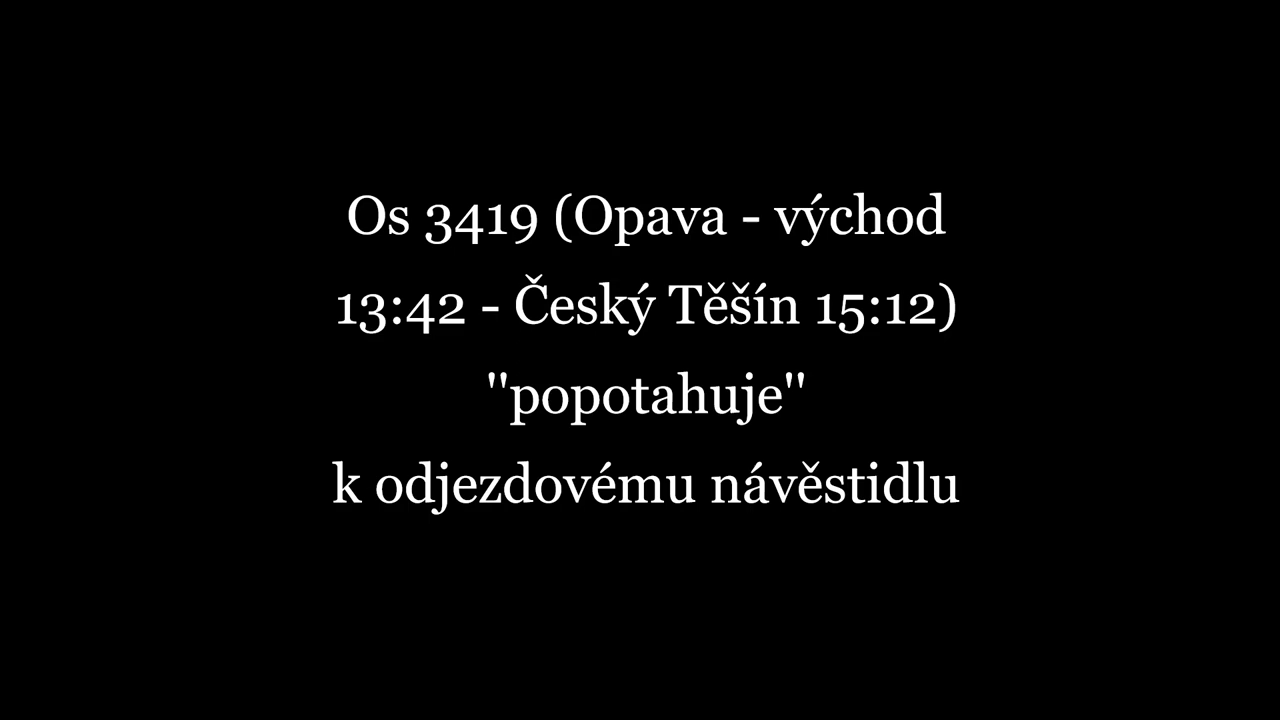 Os 3419 (Opava - východ
13:42 - Český Těšín 15:12)
"popotahuje"
k odjezdovému návěstidlu